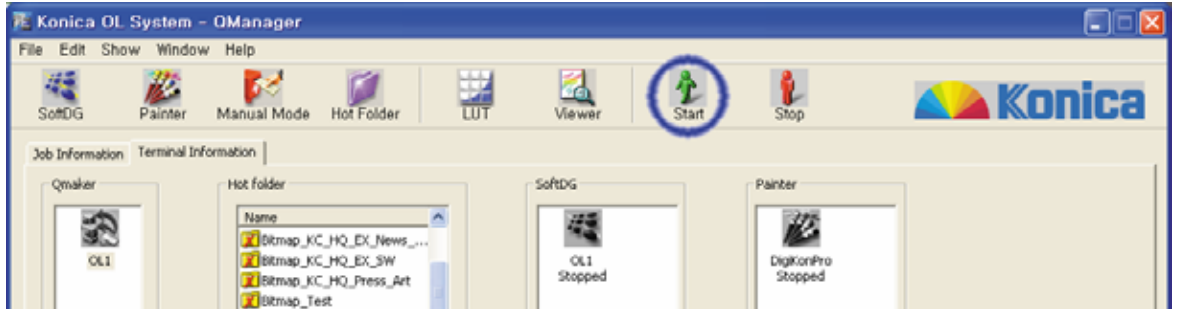 Konica OL System - QManager
File Edit Show Window Help
SoftDG Painter Manual Mode Hot Folder LUT Viewer Start Stop Konica
Job Information Terminal Information
Qmaker Hot folder SoftDG Painter
Name
Bitmap_KC_HQ_EX_News_...
OL1 Bitmap_KC_HQ_EX_SW OL1 DigiKonPro
Bitmap_KC_HQ_Press_Art Stopped Stopped
Bitmap_Test